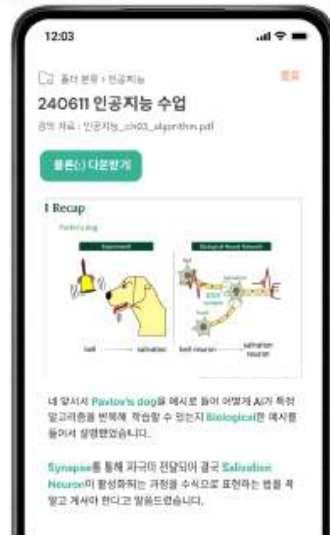 12:03
폴더 분류 > 인공지능
종료
240611 인공지능 수업
강의 자료 : 인공지능_ch03_algorithm.pdf
다운받기
Recap
Pavlov's dog
Experiment
Biological Neural Network
Bell
Salivation
Food
bell
salivation
bell neuron
salivation
neuron
네 앞서서 Pavlov's dog을 예시로 들어 어떻게 AI가 특정
알고리즘을 반복해 학습할 수 있는지 Biological한 예시를
들어서 설명했었습니다.
Synapse를 통해 자극이 전달되어 결국 Salivation
Neuron이 활성화되는 과정을 수식으로 표현하는 법을 꼭
알고 계셔야 한다고 말씀드렸습니다.